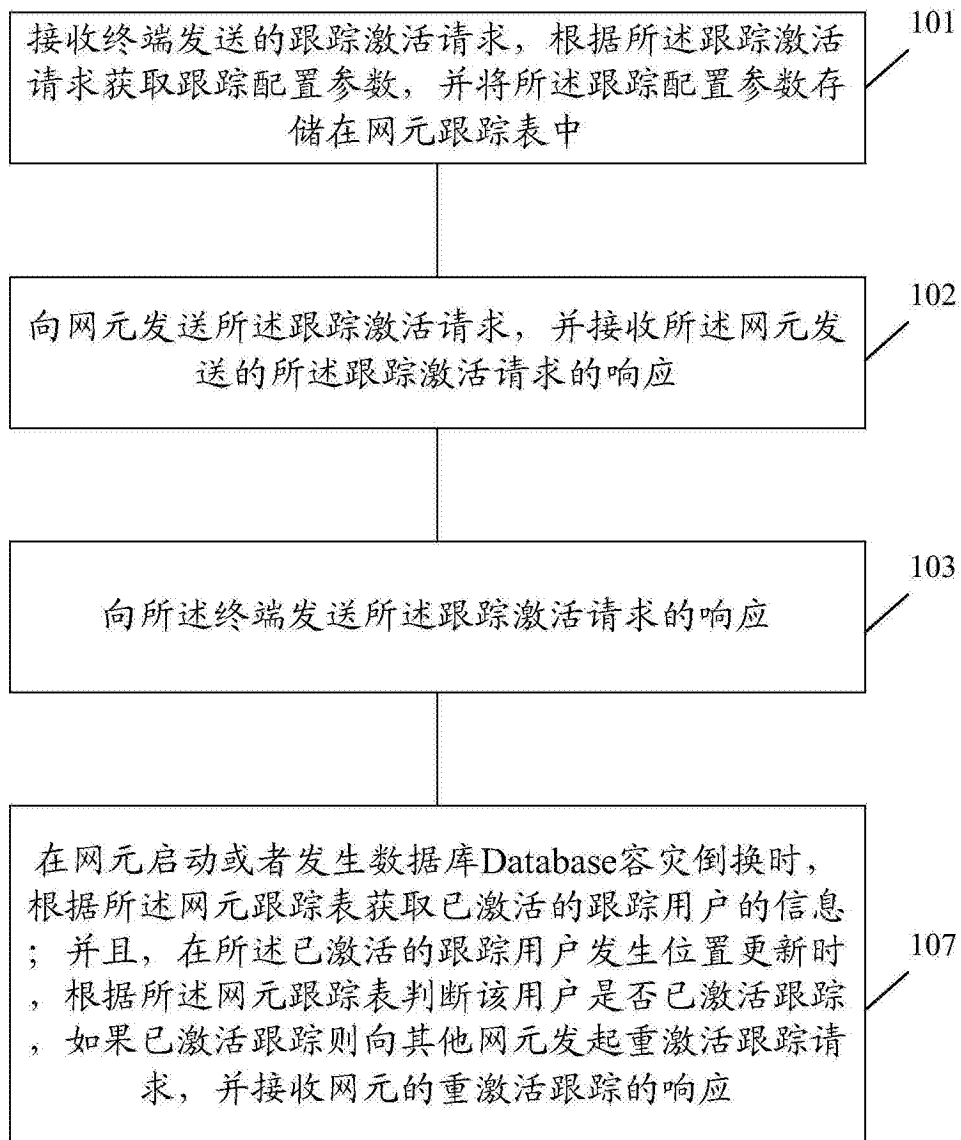 接收终端发送的跟踪激活请求，根据所述跟踪激活
请求获取跟踪配置参数，并将所述跟踪配置参数存
储在网元跟踪表中
101
向网元发送所述跟踪激活请求，并接收所述网元发
送的所述跟踪激活请求的响应
102
向所述终端发送所述跟踪激活请求的响应
103
在网元启动或者发生数据库Database容灾倒换时，
根据所述网元跟踪表获取已激活的跟踪用户的信息
；并且，在所述已激活的跟踪用户发生位置更新时
，根据所述网元跟踪表判断该用户是否已激活跟踪
，如果已激活跟踪则向其他网元发起重激活跟踪请
求，并接收网元的重激活跟踪的响应
107